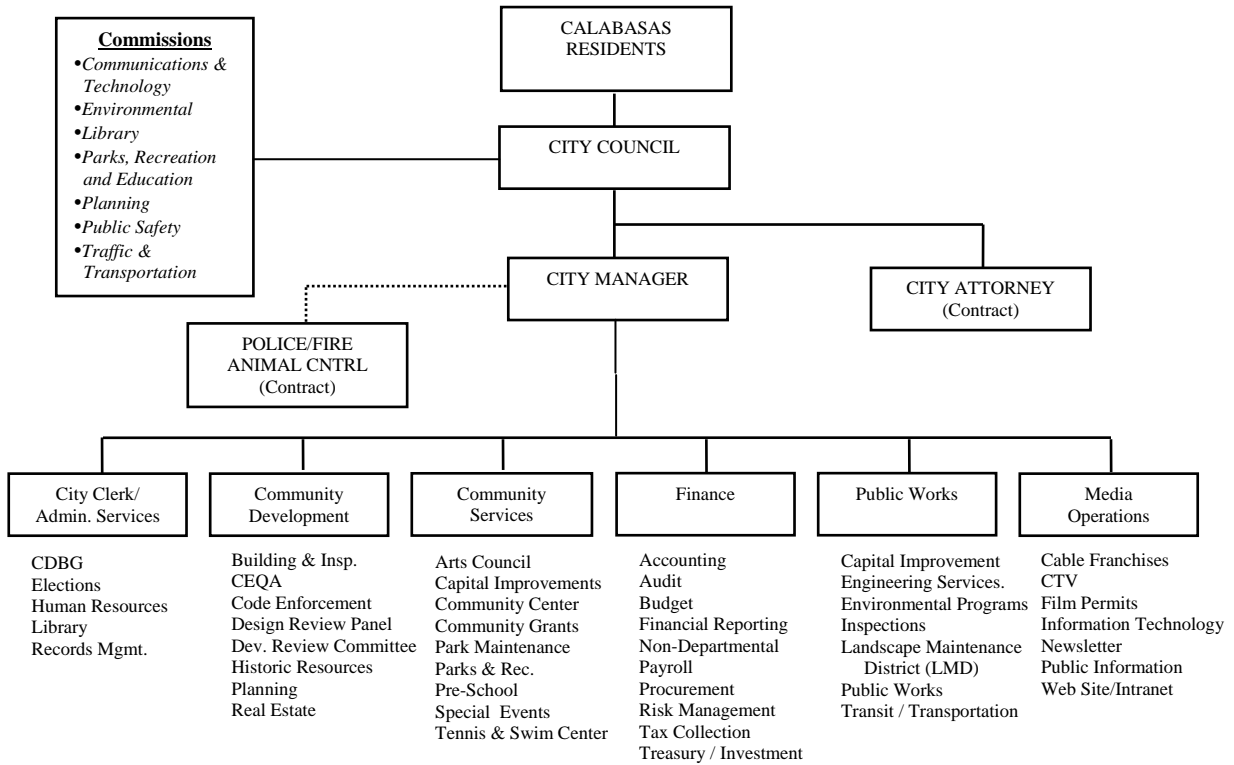 Commissions
•Communications &
Technology
•Environmental
•Library
•Parks, Recreation
and Education
•Planning
•Public Safety
•Traffic &
Transportation
CALABASAS
RESIDENTS
CITY COUNCIL
CITY MANAGER
CITY ATTORNEY
(Contract)
POLICE/FIRE
ANIMAL CNTRL
(Contract)
City Clerk/
Admin. Services
CDBG
Elections
Human Resources
Library
Records Mgmt.
Community
Development
Building & Insp.
CEQA
Code Enforcement
Design Review Panel
Dev. Review Committee
Historic Resources
Planning
Real Estate
Community
Services
Arts Council
Capital Improvements
Community Center
Community Grants
Park Maintenance
Parks & Rec.
Pre-School
Special Events
Tennis & Swim Center
Finance
Accounting
Audit
Budget
Financial Reporting
Non-Departmental
Payroll
Procurement
Risk Management
Tax Collection
Treasury / Investment
Public Works
Capital Improvement
Engineering Services.
Environmental Programs
Inspections
Landscape Maintenance
District (LMD)
Public Works
Transit / Transportation
Media
Operations
Cable Franchises
CTV
Film Permits
Information Technology
Newsletter
Public Information
Web Site/Intranet